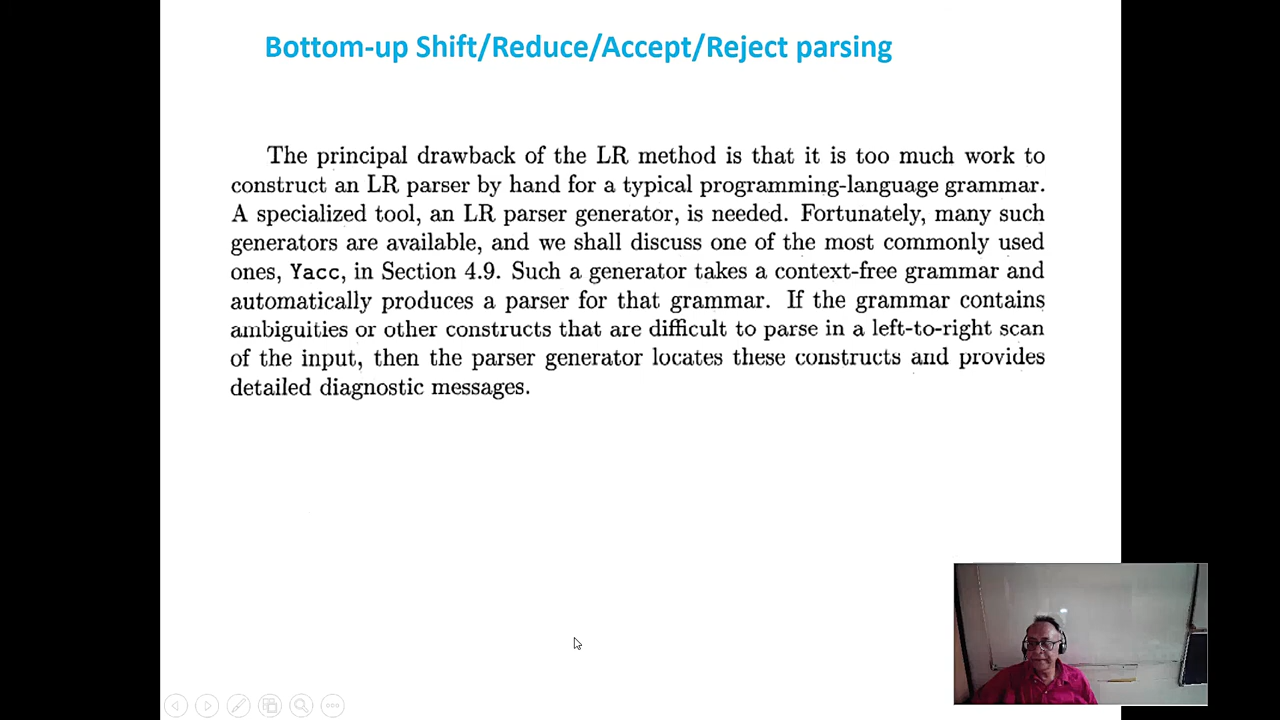 Bottom-up Shift/Reduce/Accept/Reject parsing
The principal drawback of the LR method is that it is too much work to
construct an LR parser by hand for a typical programming-language grammar.
A specialized tool, an LR parser generator, is needed. Fortunately, many such
generators are available, and we shall discuss one of the most commonly used
ones, Yacc, in Section 4.9. Such a generator takes a context-free grammar and
automatically produces a parser for that grammar. If the grammar contains
ambiguities or other constructs that are difficult to parse in a left-to-right scan
of the input, then the parser generator locates these constructs and provides
detailed diagnostic messages.